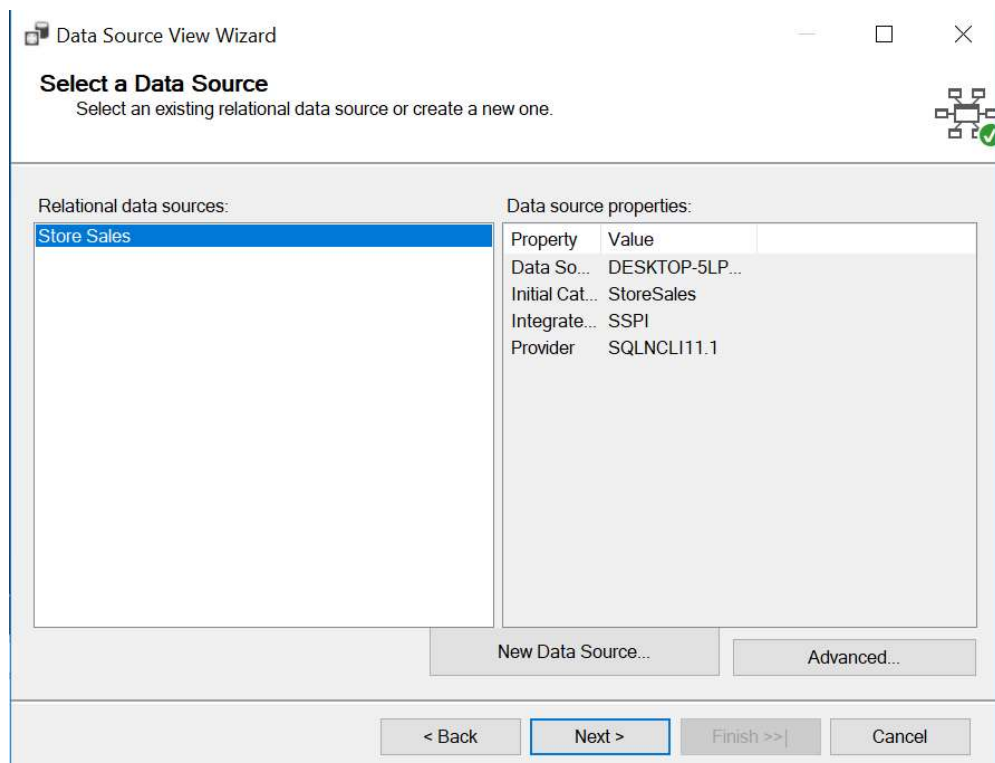 Data Source View Wizard
Select a Data Source
Select an existing relational data source or create a new one.
Relational data sources:
Store Sales
Data source properties:
Property Value
Data So... DESKTOP-5LP...
Initial Cat... StoreSales
Integrate... SSPI
Provider SQLNCLI11.1
New Data Source...
Advanced...
< Back Next > Finish >>| Cancel